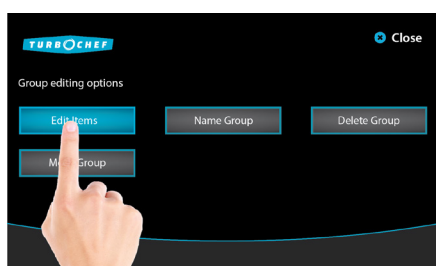 TURBOCHEF
Close
Group editing options
Edit Items
Name Group
Delete Group
Group